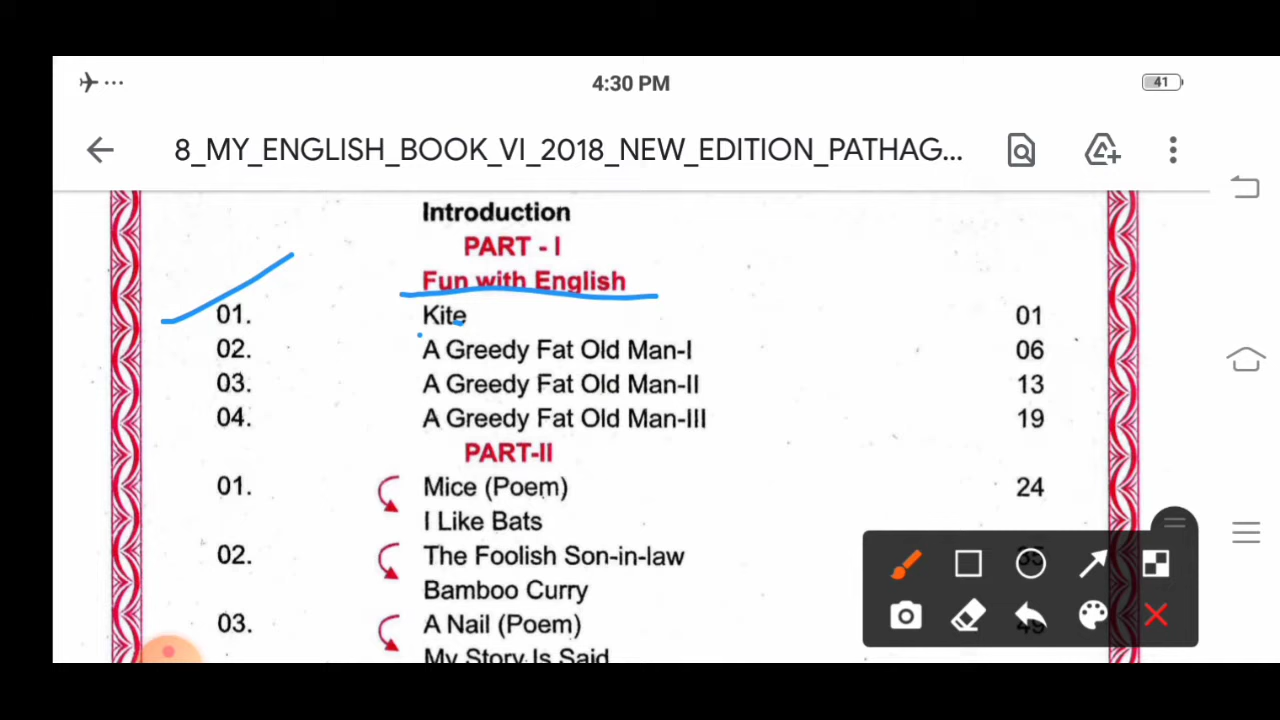 4:30 PM
41
8_MY_ENGLISH_BOOK_VI_2018_NEW_EDITION_PATHAG...
Introduction
PART - I
Fun with English
01. Kite 01
02. A Greedy Fat Old Man-I 06
03. A Greedy Fat Old Man-II 13
04. A Greedy Fat Old Man-III 19
PART-II
01. Mice (Poem) 24
I Like Bats
02. The Foolish Son-in-law
Bamboo Curry
03. A Nail (Poem)
My Story Is Said